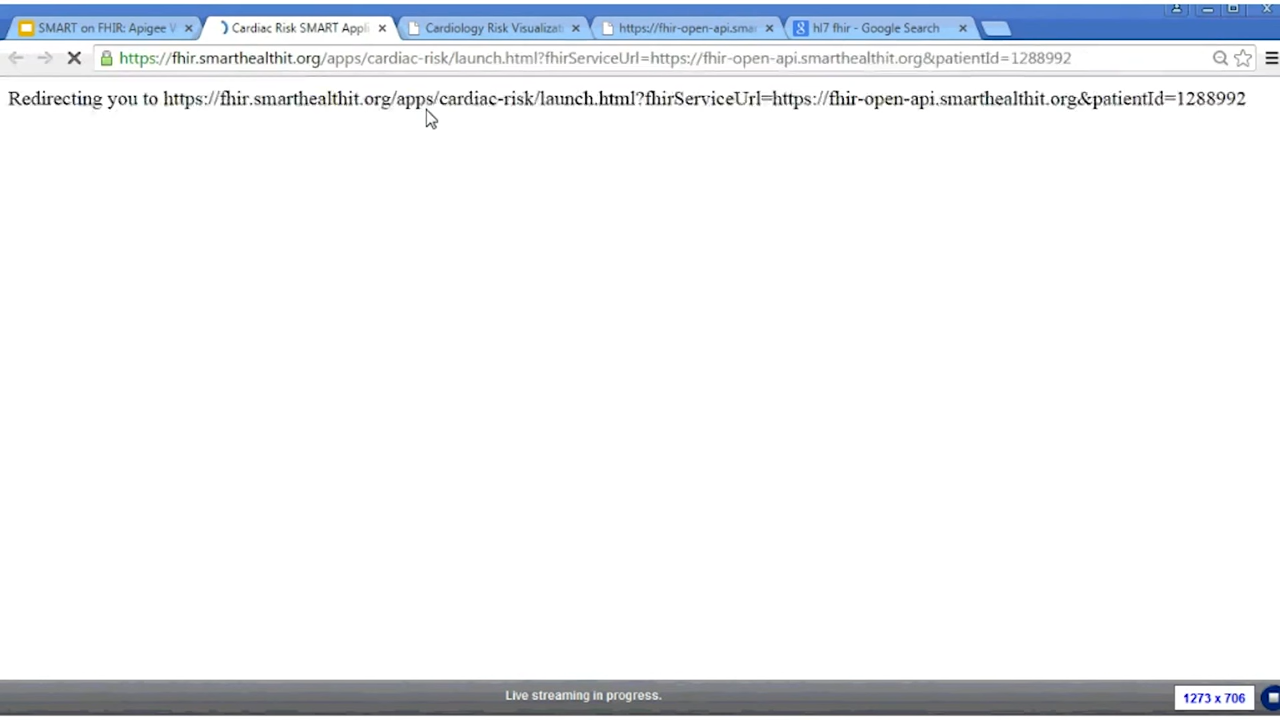 SMART on FHIR: Apigee V
Cardiac Risk SMART Appli
Cardiology Risk Visualizati
https://fhir-open-api.smar
hl7 fhir - Google Search
https://fhir.smarthealthit.org/apps/cardiac-risk/launch.html?fhirServiceUrl=https://fhir-open-api.smarthealthit.org&patientId=1288992
Redirecting you to https://fhir.smarthealthit.org/apps/cardiac-risk/launch.html?fhirServiceUrl=https://fhir-open-api.smarthealthit.org&patientId=1288992
Live streaming in progress.
1273 x 706